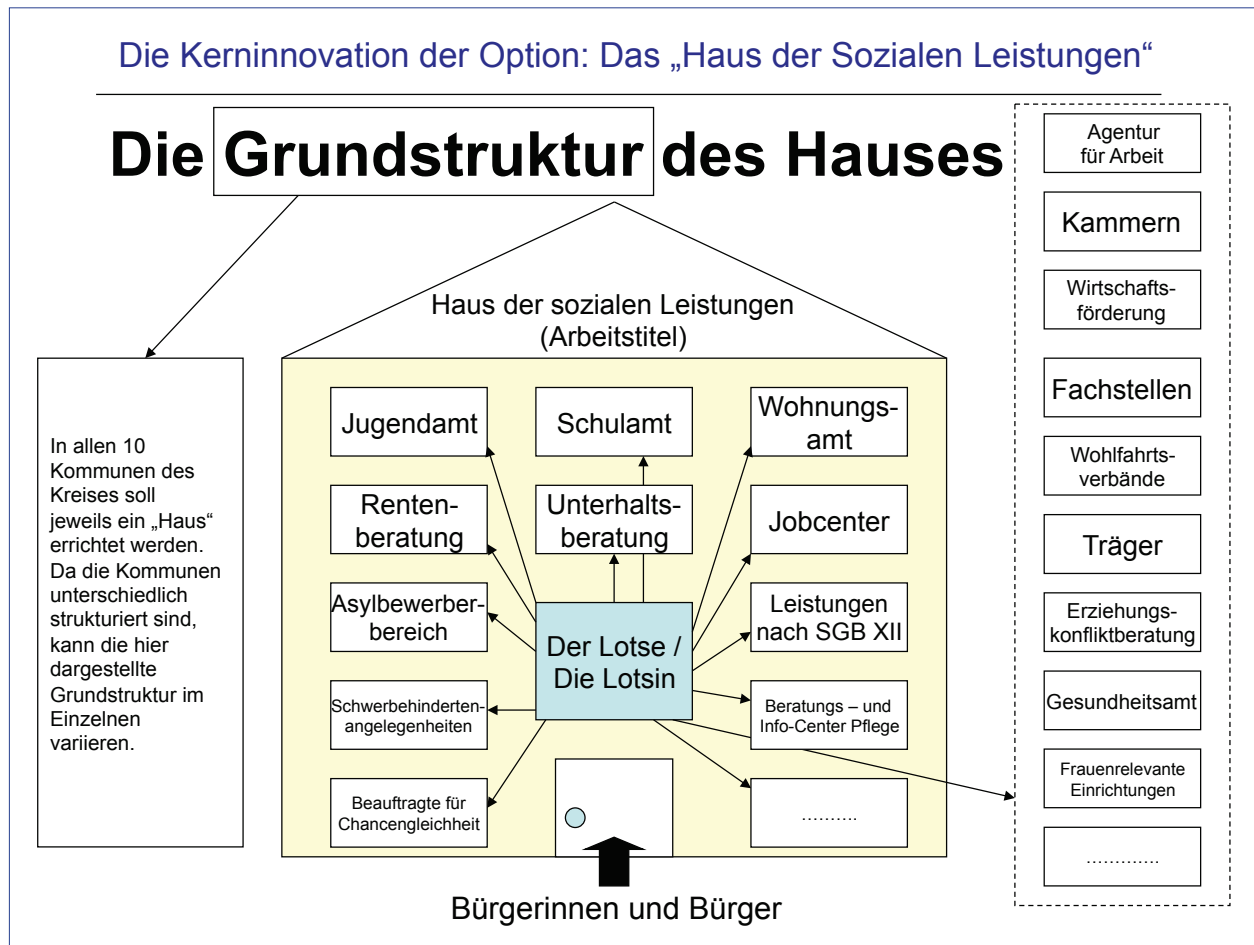 Die Kerninnovation der Option: Das „Haus der Sozialen Leistungen“
Die Grundstruktur des Hauses
In allen 10
Kommunen des
Kreises soll
jeweils ein „Haus“
errichtet werden.
Da die Kommunen
unterschiedlich
strukturiert sind,
kann die hier
dargestellte
Grundstruktur im
Einzelnen
variieren.
Haus der sozialen Leistungen
(Arbeitstitel)
Jugendamt
Schulamt
Wohnungs-
amt
Renten-
beratung
Unterhalts-
beratung
Jobcenter
Asylbewerber-
bereich
Der Lotse /
Die Lotsin
Leistungen
nach SGB XII
Schwerbehinderten-
angelegenheiten
Beratungs – und
Info-Center Pflege
Beauftragte für
Chancengleichheit
……….
Bürgerinnen und Bürger
Agentur
für Arbeit
Kammern
Wirtschafts-
förderung
Fachstellen
Wohlfahrts-
verbände
Träger
Erziehungs-
konfliktberatung
Gesundheitsamt
Frauenrelevante
Einrichtungen
………….